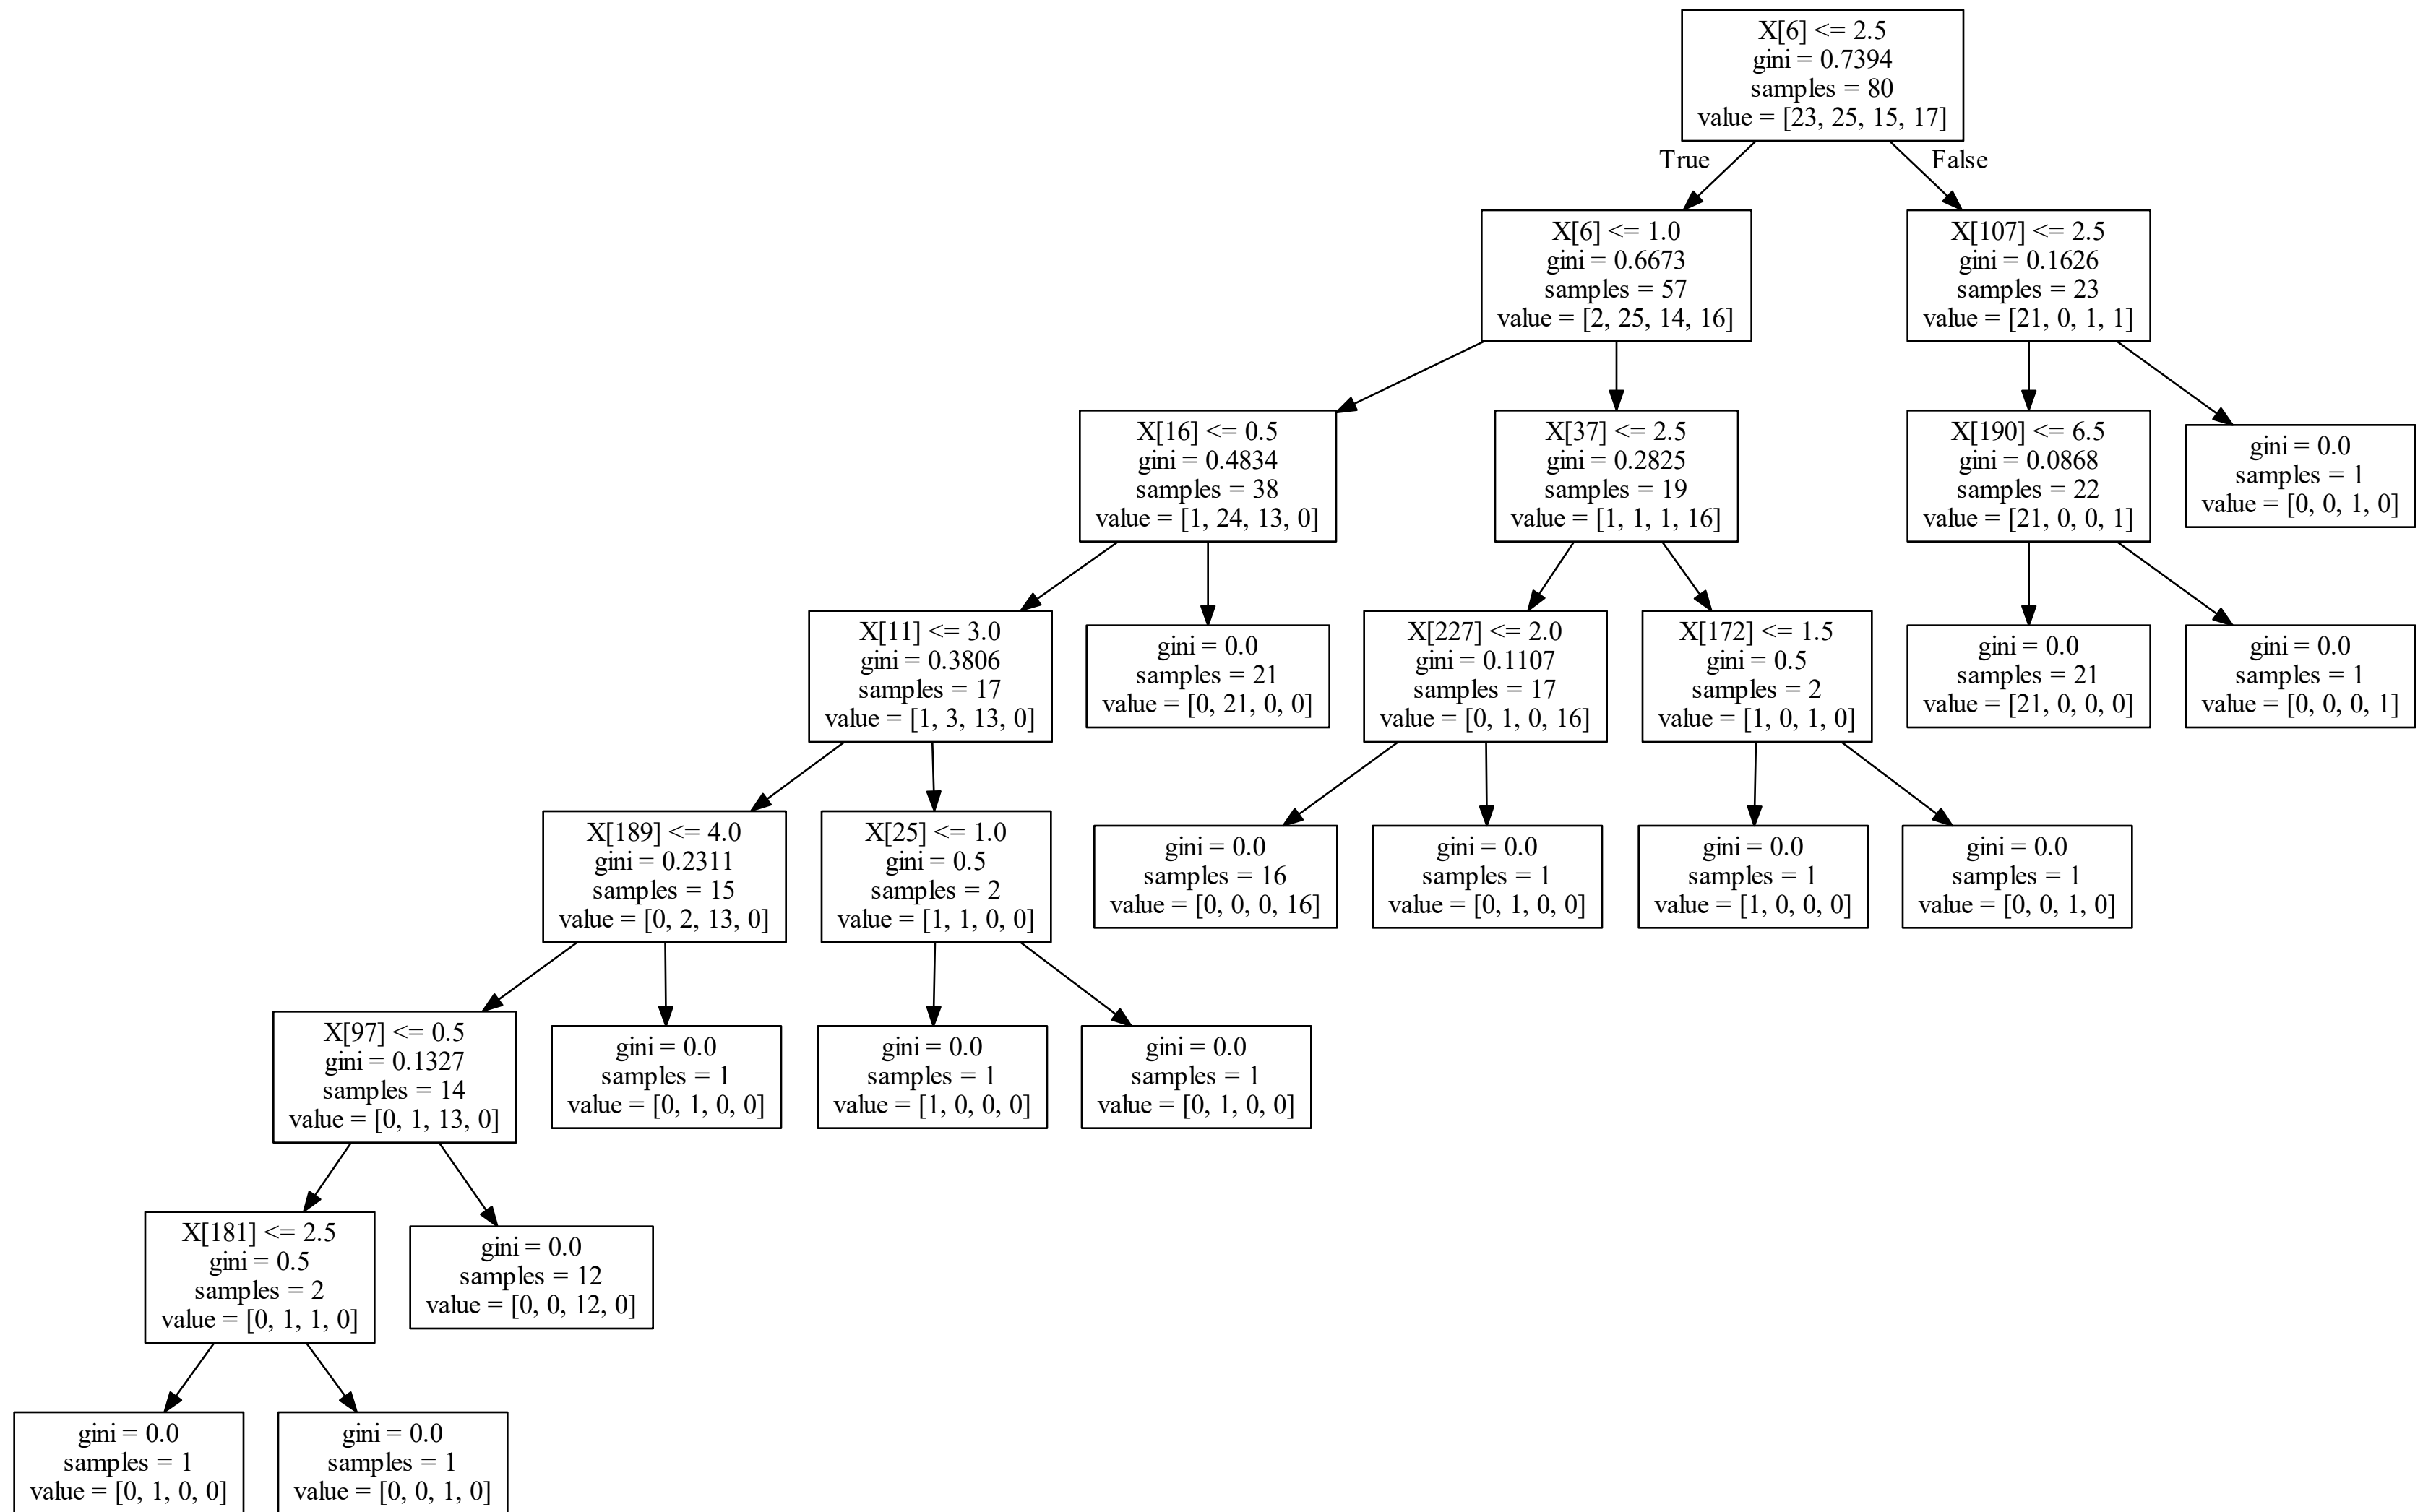 X[6] <= 2.5
gini = 0.7394
samples = 80
value = [23, 25, 15, 17]
True
False
X[6] <= 1.0
gini = 0.6673
samples = 57
value = [2, 25, 14, 16]
X[107] <= 2.5
gini = 0.1626
samples = 23
value = [21, 0, 1, 1]
X[16] <= 0.5
gini = 0.4834
samples = 38
value = [1, 24, 13, 0]
X[37] <= 2.5
gini = 0.2825
samples = 19
value = [1, 1, 1, 16]
X[190] <= 6.5
gini = 0.0868
samples = 22
value = [21, 0, 0, 1]
gini = 0.0
samples = 1
value = [0, 0, 1, 0]
X[11] <= 3.0
gini = 0.3806
samples = 17
value = [1, 3, 13, 0]
gini = 0.0
samples = 21
value = [0, 21, 0, 0]
X[227] <= 2.0
gini = 0.1107
samples = 17
value = [0, 1, 0, 16]
X[172] <= 1.5
gini = 0.5
samples = 2
value = [1, 0, 1, 0]
gini = 0.0
samples = 21
value = [21, 0, 0, 0]
gini = 0.0
samples = 1
value = [0, 0, 0, 1]
X[189] <= 4.0
gini = 0.2311
samples = 15
value = [0, 2, 13, 0]
X[25] <= 1.0
gini = 0.5
samples = 2
value = [1, 1, 0, 0]
gini = 0.0
samples = 16
value = [0, 0, 0, 16]
gini = 0.0
samples = 1
value = [0, 1, 0, 0]
gini = 0.0
samples = 1
value = [1, 0, 0, 0]
gini = 0.0
samples = 1
value = [0, 0, 1, 0]
X[97] <= 0.5
gini = 0.1327
samples = 14
value = [0, 1, 13, 0]
gini = 0.0
samples = 1
value = [0, 1, 0, 0]
gini = 0.0
samples = 1
value = [1, 0, 0, 0]
gini = 0.0
samples = 1
value = [0, 1, 0, 0]
X[181] <= 2.5
gini = 0.5
samples = 2
value = [0, 1, 1, 0]
gini = 0.0
samples = 12
value = [0, 0, 12, 0]
gini = 0.0
samples = 1
value = [0, 1, 0, 0]
gini = 0.0
samples = 1
value = [0, 0, 1, 0]